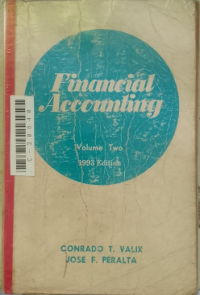 Financial
Accounting
Volume Two
1993 Edition
CONRADO T. VALIX
JOSE F. PERALTA